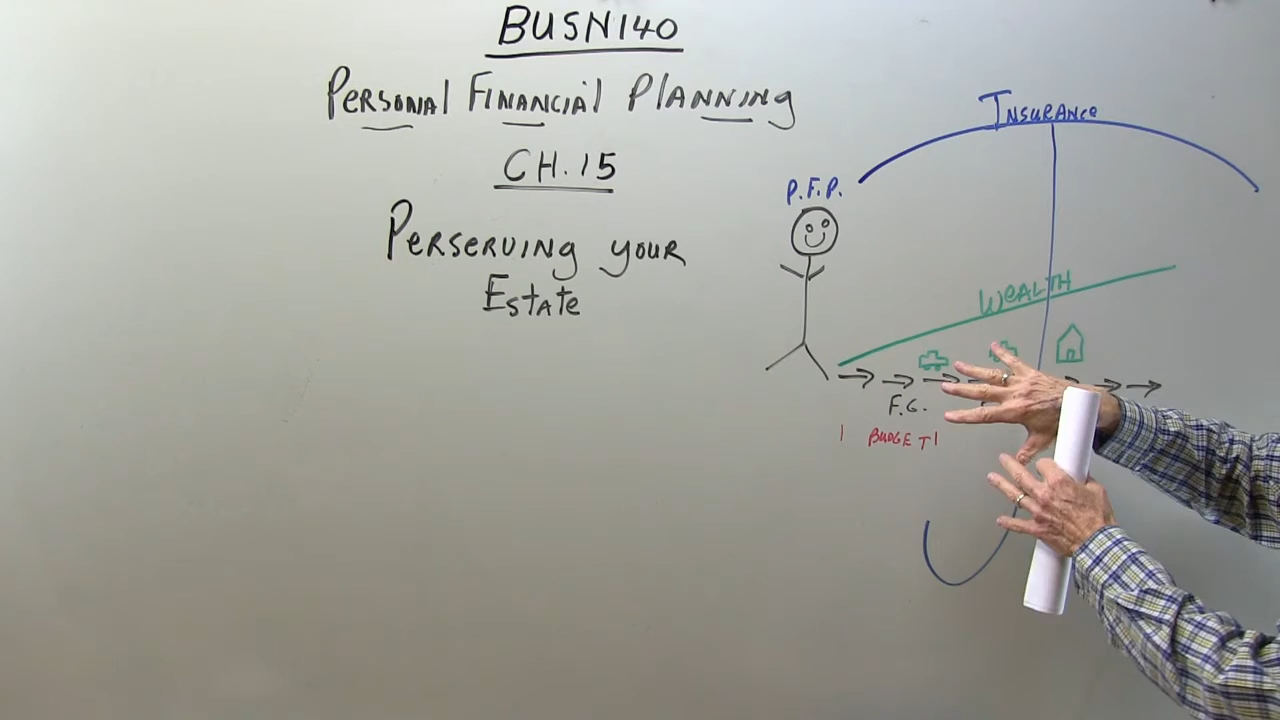 BUSN140
Personal Financial Planning
CH.15
Perserving your
Estate
Insurance
P.F.P.
Wealth
F.G.
| Budget |